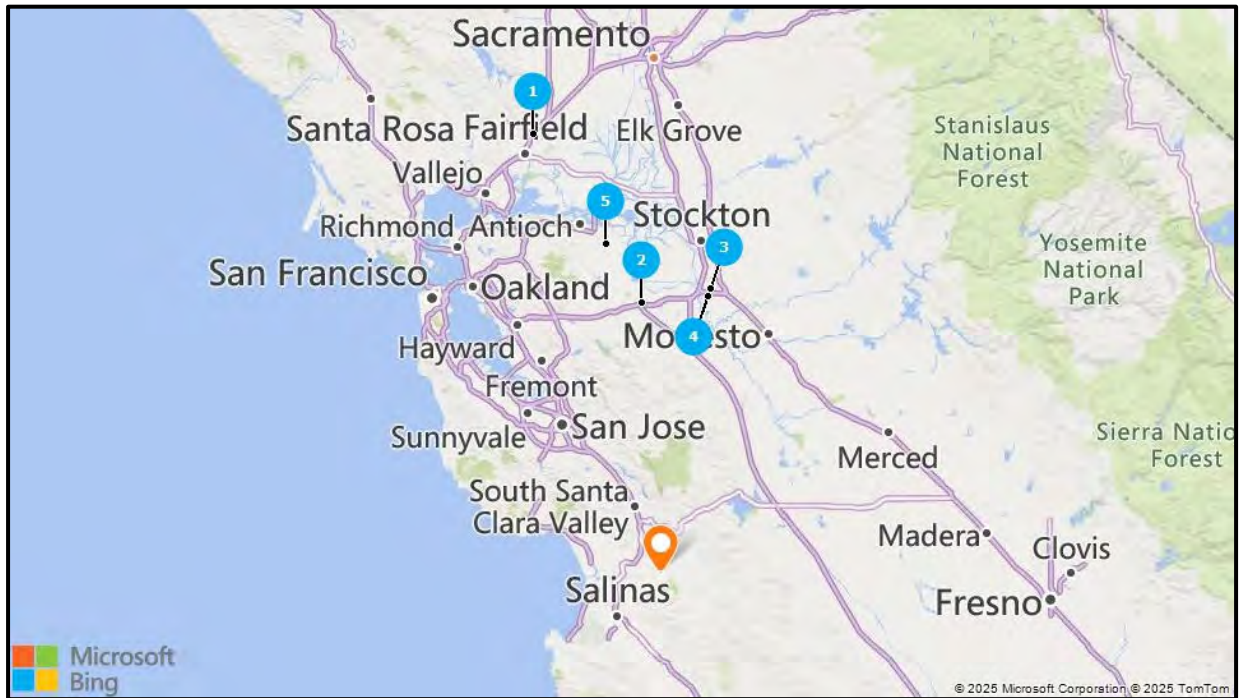 Sacramento
1
Santa Rosa
Fairfield
Elk Grove
Stanislaus
National
Forest
Vallejo
5
Stockton
Richmond
Antioch
3
Yosemite
National
Park
2
San Francisco
Oakland
Modesto
4
Hayward
Fremont
San Jose
Sunnyvale
Sierra Natio
Forest
Merced
South Santa
Clara Valley
Madera
Clovis
Salinas
Fresno
Microsoft
Bing
© 2025 Microsoft Corporation © 2025 TomTom